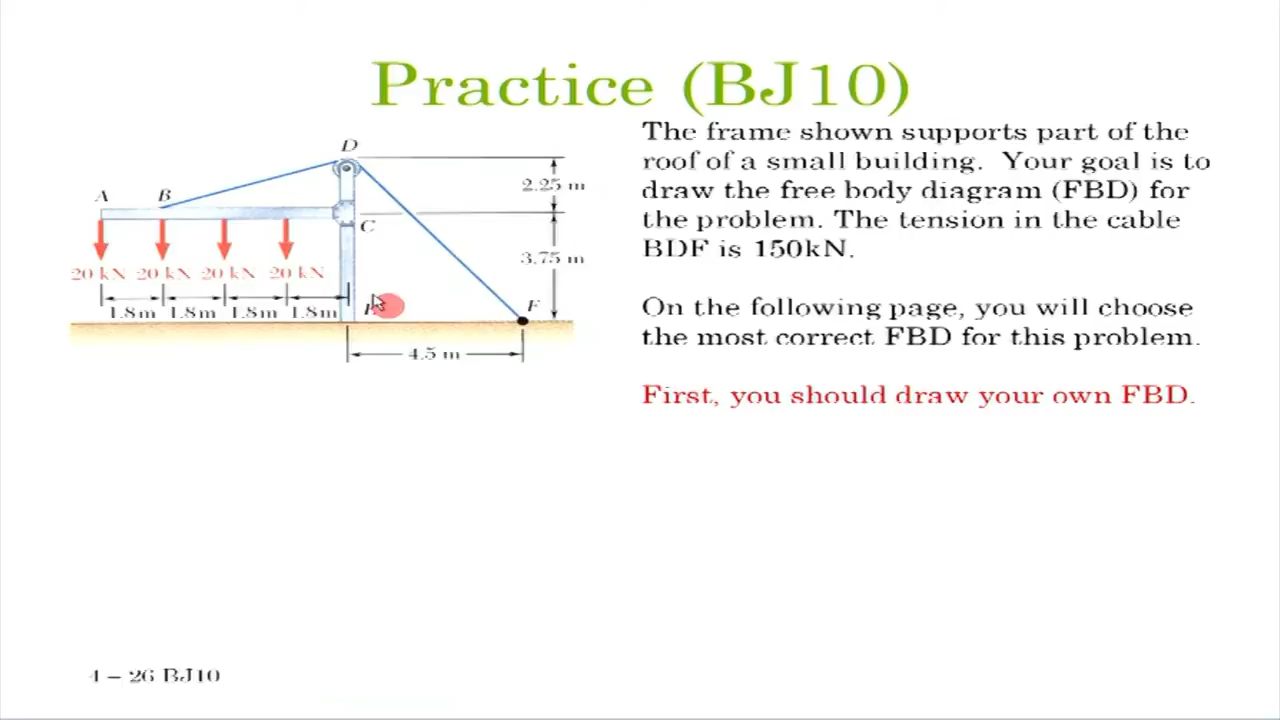 Practice (BJ10)
The frame shown supports part of the
roof of a small building. Your goal is to
draw the free body diagram (FBD) for
the problem. The tension in the cable
BDF is 150kN.
On the following page, you will choose
the most correct FBD for this problem.
First, you should draw your own FBD.
D
A B
2.25 m
C
3.75 m
20 kN 20 kN 20 kN 20 kN
F
1.8m 1.8m 1.8m 1.8m
4.5 m
4 – 26 BJ10